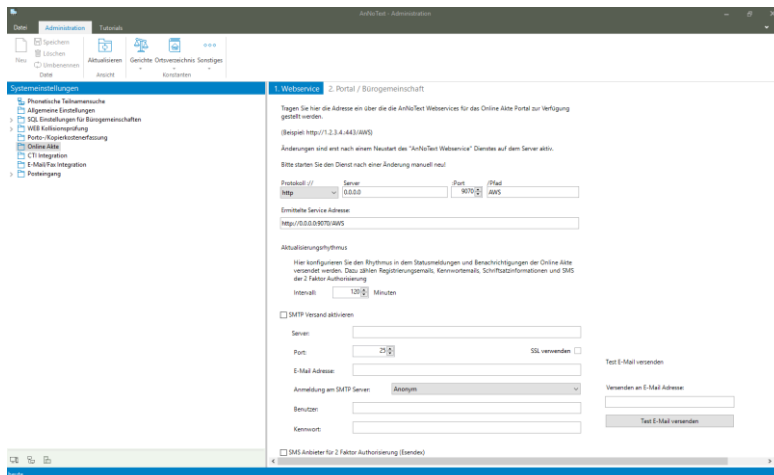 AnNoText - Administration
Datei Administration Tutorials
Neu
Speichern
Löschen
Umbenennen
Datei
Aktualisieren
Ansicht
Gerichte Ortsverzeichnis Sonstiges
Konstanten
Systemeinstellungen
Phonetische Teilnamensuche
Allgemeine Einstellungen
SQL Einstellungen für Bürogemeinschaften
WEB Kollisionsprüfung
Porto-/Kopierkostenerfassung
Online Akte
CTI Integration
E-Mail/Fax Integration
Posteingang
1. Webservice 2. Portal / Bürogemeinschaft
Tragen Sie hier die Adresse ein über die die AnNoText Webservices für das Online Akte Portal zur Verfügung
gestellt werden.
(Beispiel: http://1.2.3.4.:443/AWS)
Änderungen sind erst nach einem Neustart des "AnNoText Webservice" Dienstes auf dem Server aktiv.
Bitte starten Sie den Dienst nach einer Änderung manuell neu!
Protokoll :// Server :Port /Pfad
http 0.0.0.0 9070 AWS
Ermittelte Service Adresse:
http://0.0.0.0:9070/AWS
Aktualisierungsrhythmus
Hier konfigurieren Sie den Rhythmus in dem Statusmeldungen und Benachrichtigungen der Online Akte
versendet werden. Dazu zählen Registrierungsemails, Kennwortemails, Schriftsatzinformationen und SMS
der 2 Faktor Authorisierung
Intervall: 120 Minuten
SMTP Versand aktivieren
Server:
Port: 25 SSL verwenden
E-Mail Adresse:
Anmeldung am SMTP Server: Anonym
Benutzer:
Kennwort:
Test E-Mail versenden
Versenden an E-Mail Adresse:
Test E-Mail versenden
SMS Anbieter für 2 Faktor Authorisierung (Esendex)